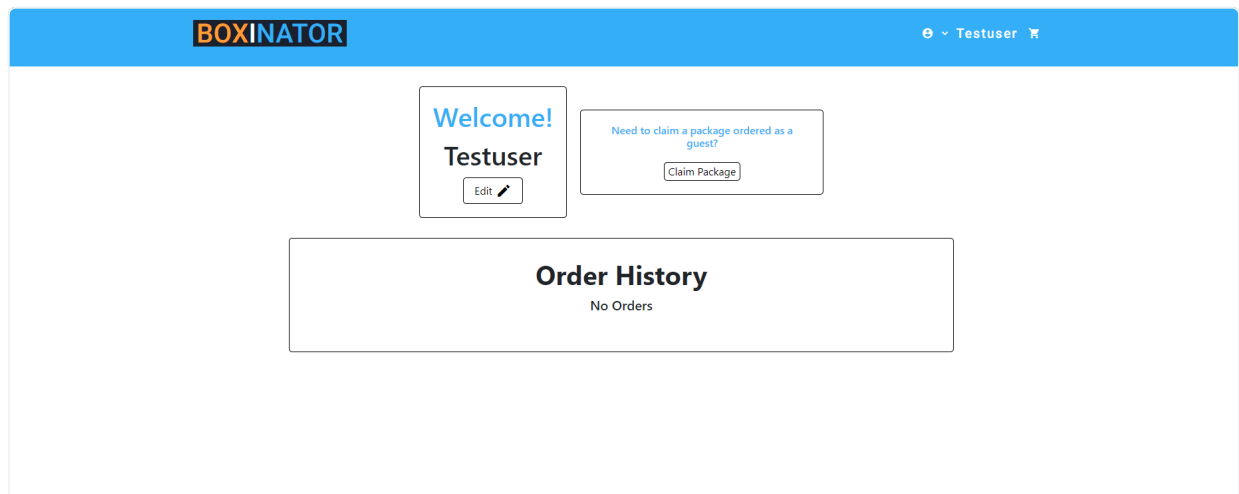 BOXINATOR
Testuser
Welcome!
Testuser
Edit
Need to claim a package ordered as a
guest?
Claim Package
Order History
No Orders